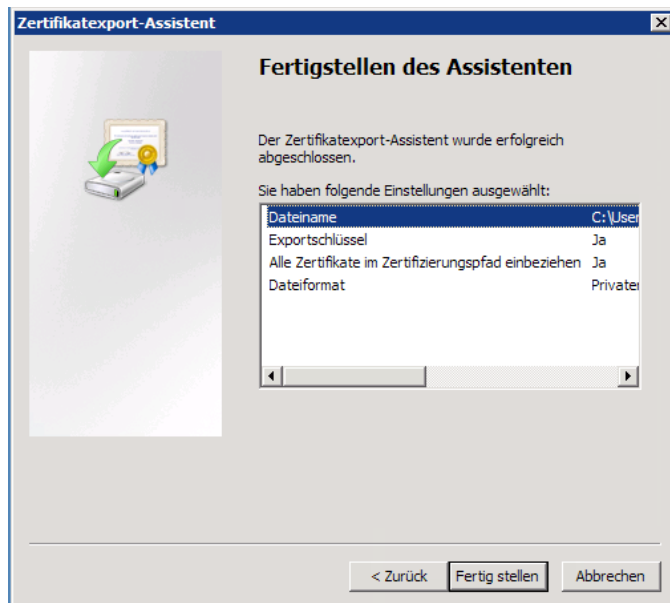 Zertifikatexport-Assistent
Fertigstellen des Assistenten
Der Zertifikatexport-Assistent wurde erfolgreich
abgeschlossen.
Sie haben folgende Einstellungen ausgewählt:
Dateiname C:\User
Exportschlüssel Ja
Alle Zertifikate im Zertifizierungspfad einbeziehen Ja
Dateiformat Privater
< Zurück Fertig stellen Abbrechen